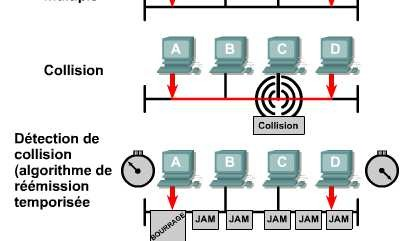 A B C D
Collision
Collision
Détection de
collision
(algorithme de
réémission
temporisée
A B C D
BOURRAGE JAM JAM JAM JAM JAM